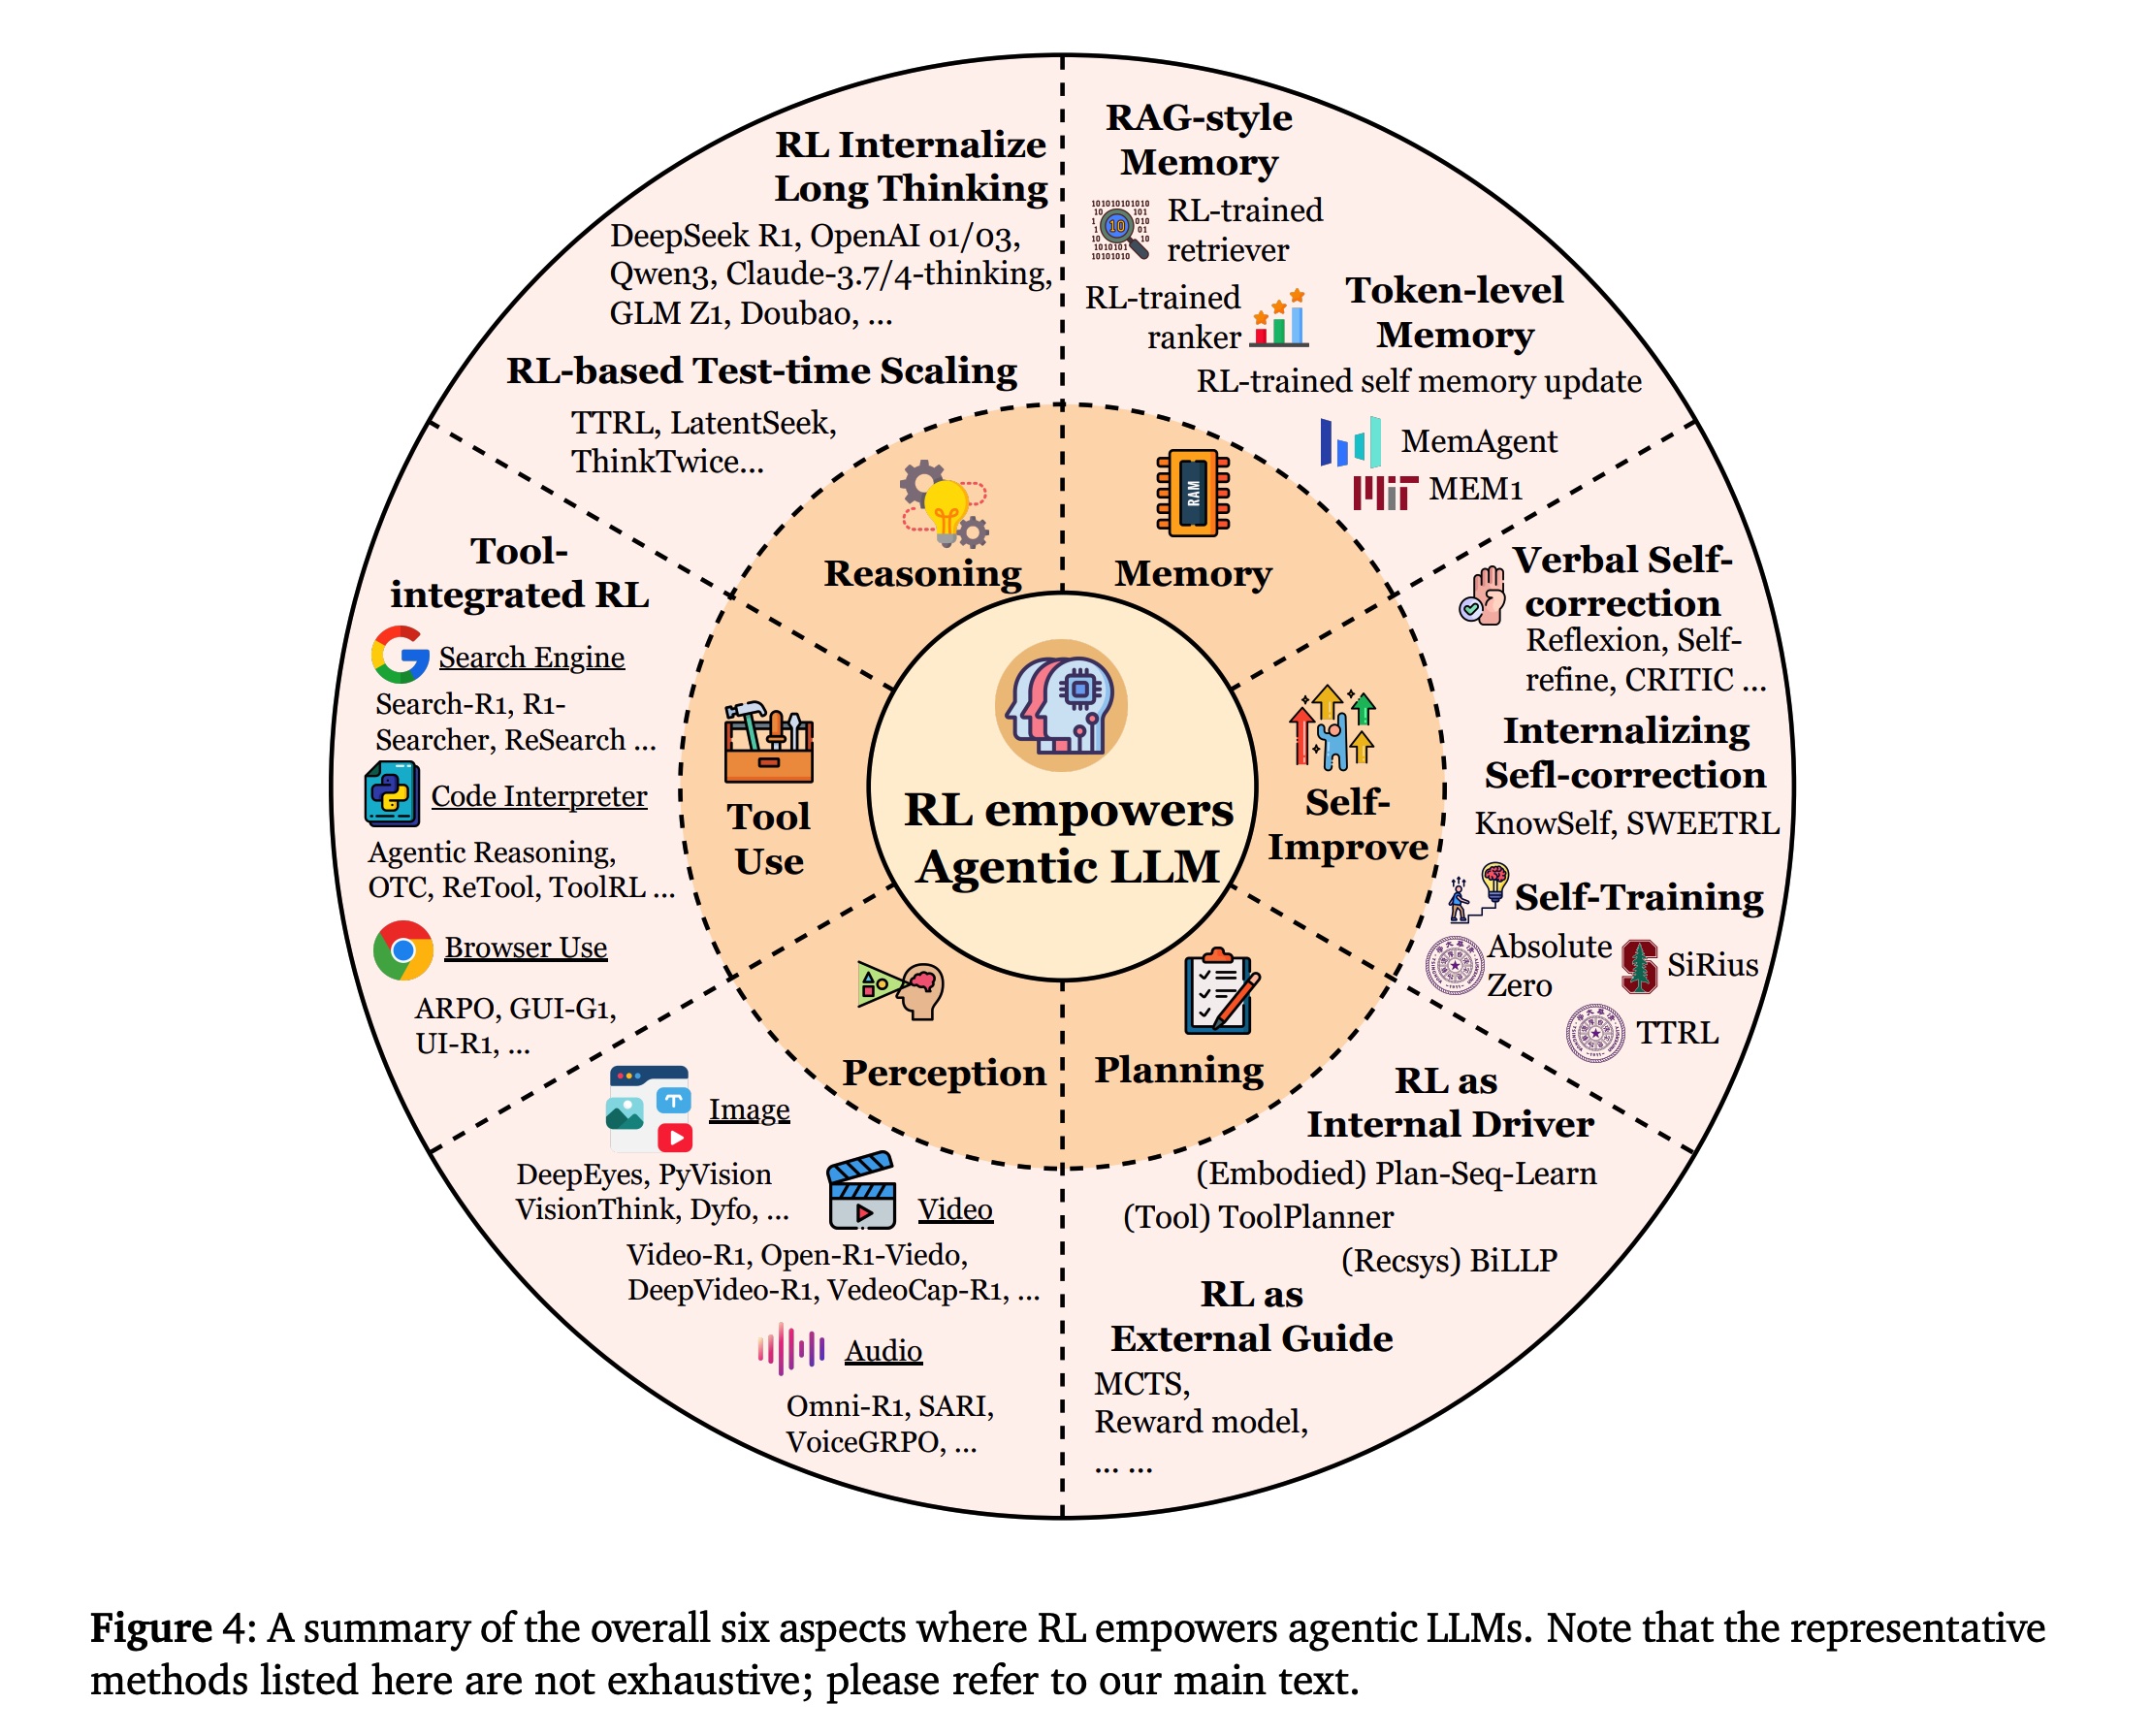 RL Internalize
Long Thinking
DeepSeek R1, OpenAI o1/o3,
Qwen3, Claude-3.7/4-thinking,
GLM Z1, Doubao, ...
RL-based Test-time Scaling
TTRL, LatentSeek,
ThinkTwice...
Reasoning
RAG-style
Memory
RL-trained
retriever
RL-trained
ranker
Token-level
Memory
RL-trained self memory update
MemAgent
MEM1
RAM
Memory
Verbal Self-
correction
Reflexion, Self-
refine, CRITIC ...
Internalizing
Sefl-correction
KnowSelf, SWEETRL
Self-Training
Absolute
Zero
SiRius
TTRL
Self-
Improve
RL as
Internal Driver
(Embodied) Plan-Seq-Learn
(Tool) ToolPlanner
(Recsys) BiLLP
RL as
External Guide
MCTS,
Reward model,
... ...
Planning
Perception
Image
DeepEyes, PyVision
VisionThink, Dyfo, ...
Video
Video-R1, Open-R1-Viedo,
DeepVideo-R1, VedeoCap-R1, ...
Audio
Omni-R1, SARI,
VoiceGRPO, ...
Tool-
integrated RL
Search Engine
Search-R1, R1-
Searcher, ReSearch ...
Code Interpreter
Agentic Reasoning,
OTC, ReTool, ToolRL ...
Browser Use
ARPO, GUI-G1,
UI-R1, ...
Tool
Use
RL empowers
Agentic LLM
Figure 4: A summary of the overall six aspects where RL empowers agentic LLMs. Note that the representative
methods listed here are not exhaustive; please refer to our main text.